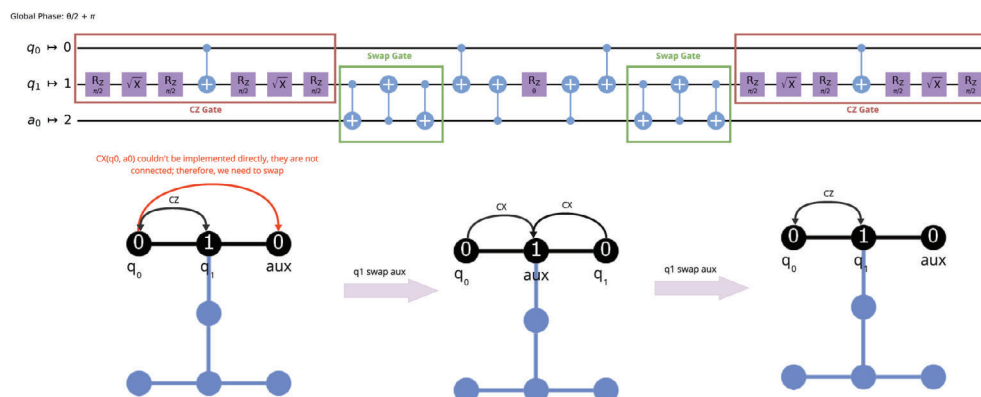 Global Phase: θ/2 + π
q0 ↦ 0
Swap Gate
Swap Gate
q1 ↦ 1
RZ π/2
√X
RZ π/2
RZ π/2
√X
RZ π/2
RZ θ
RZ π/2
√X
RZ π/2
RZ π/2
√X
RZ π/2
CZ Gate
CZ Gate
a0 ↦ 2
CX(q0, a0) couldn't be implemented directly, they are not
connected; therefore, we need to swap
CZ
CX
CX
CZ
0 1 0
0 1 0
0 1 0
q0 q1 aux
q0 aux q1
q0 q1 aux
q1 swap aux
q1 swap aux